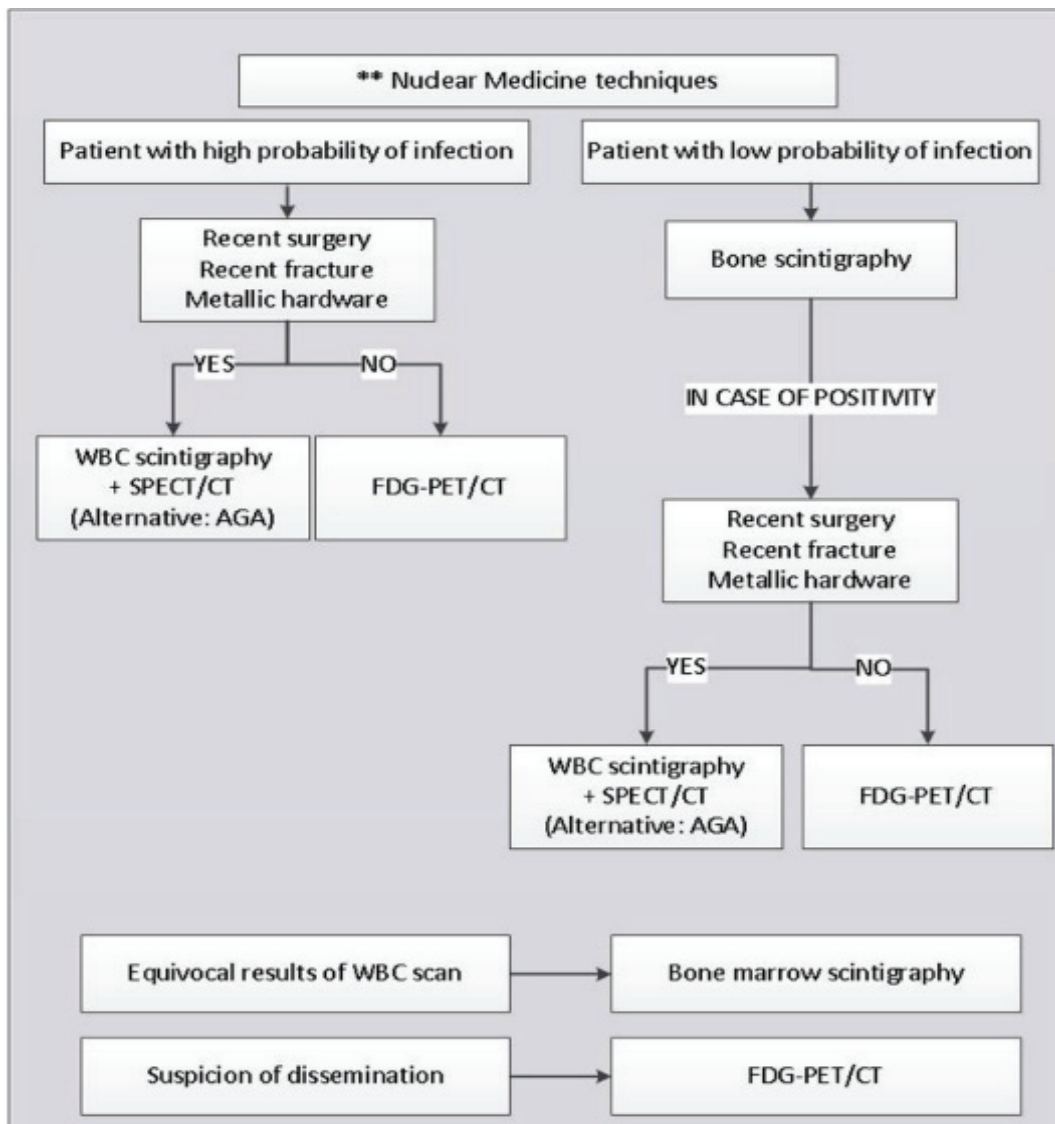 ** Nuclear Medicine techniques
Patient with high probability of infection
Patient with low probability of infection
Recent surgery
Recent fracture
Metallic hardware
Bone scintigraphy
YES
NO
IN CASE OF POSITIVITY
WBC scintigraphy
+ SPECT/CT
(Alternative: AGA)
FDG-PET/CT
Recent surgery
Recent fracture
Metallic hardware
YES
NO
WBC scintigraphy
+ SPECT/CT
(Alternative: AGA)
FDG-PET/CT
Equivocal results of WBC scan
Bone marrow scintigraphy
Suspicion of dissemination
FDG-PET/CT